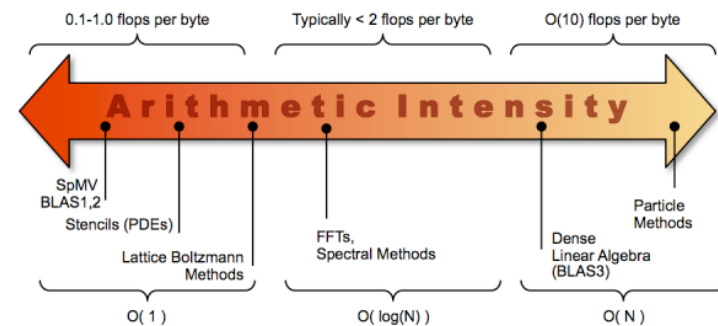 0.1-1.0 flops per byte
Typically < 2 flops per byte
O(10) flops per byte
Arithmetic Intensity
SpMV
BLAS1,2
Stencils (PDEs)
Lattice Boltzmann
Methods
FFTs,
Spectral Methods
Dense
Linear Algebra
(BLAS3)
Particle
Methods
O( 1 )
O( log(N) )
O( N )